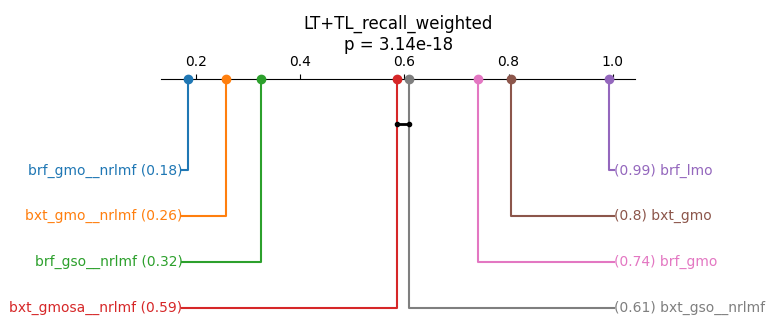 LT+TL_recall_weighted
p = 3.14e-18
0.2 0.4 0.6 0.8 1.0
brf_gmo__nrlmf (0.18) (0.99) brf_lmo
bxt_gmo__nrlmf (0.26) (0.8) bxt_gmo
brf_gso__nrlmf (0.32) (0.74) brf_gmo
bxt_gmosa__nrlmf (0.59) (0.61) bxt_gso__nrlmf